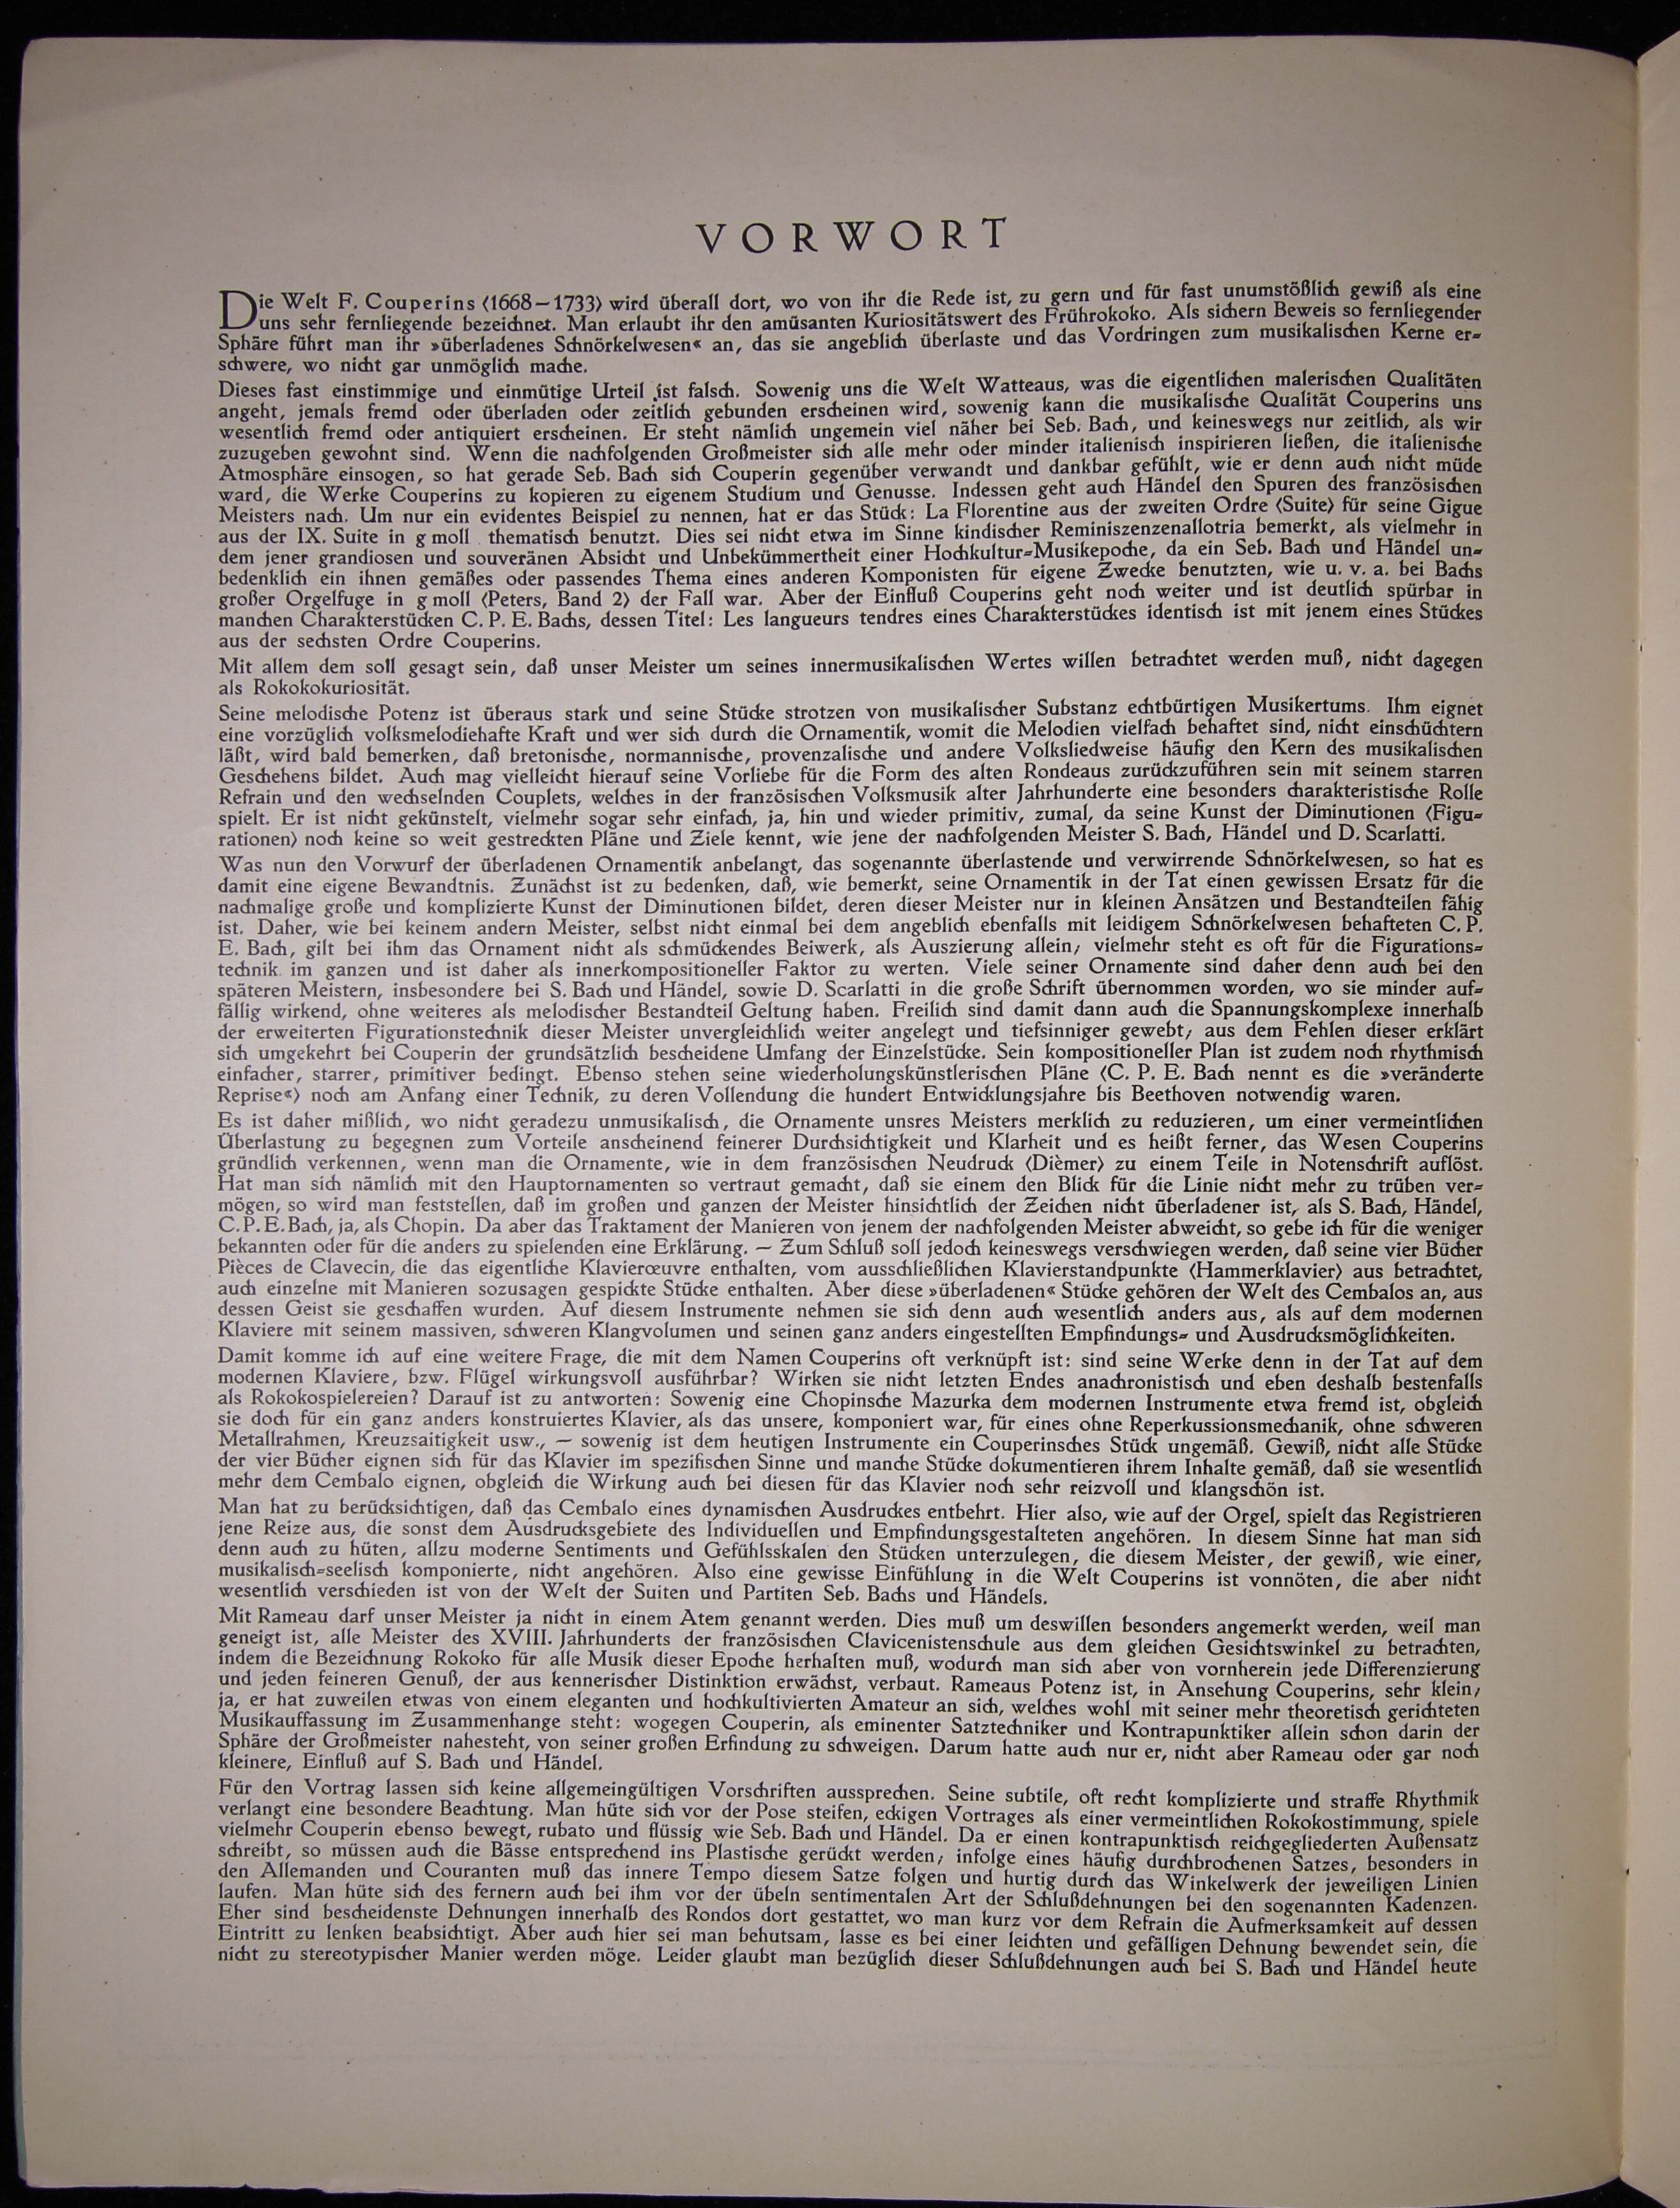 VORWORT
Die Welt F. Couperins (1668–1733) wird überall dort, wo von ihr die Rede ist, zu gern und für fast unumstößlich gewiß als eine
uns sehr fernliegende bezeichnet. Man erlaubt ihr den amüsanten Kuriositätswert des Frührokoko. Als sichern Beweis so fernliegender
Sphäre führt man ihr »überladenes Schnörkelwesen« an, das sie angeblich überlaste und das Vordringen zum musikalischen Kerne er-
schwere, wo nicht gar unmöglich mache.
Dieses fast einstimmige und einmütige Urteil ist falsch. Sowenig uns die Welt Watteaus, was die eigentlichen malerischen Qualitäten
angeht, jemals fremd oder überladen oder zeitlich gebunden erscheinen wird, sowenig kann die musikalische Qualität Couperins uns
wesentlich fremd oder antiquiert erscheinen. Er steht nämlich ungemein viel näher bei Seb. Bach, und keineswegs nur zeitlich, als wir
zuzugeben gewohnt sind. Wenn die nachfolgenden Großmeister sich alle mehr oder minder italienisch inspirieren ließen, die italienische
Atmosphäre einsogen, so hat gerade Seb. Bach sich Couperin gegenüber verwandt und dankbar gefühlt, wie er denn auch nicht müde
ward, die Werke Couperins zu kopieren zu eigenem Studium und Genusse. Indessen geht auch Händel den Spuren des französischen
Meisters nach. Um nur ein evidentes Beispiel zu nennen, hat er das Stück: La Florentine aus der zweiten Ordre (Suite) für seine Gigue
aus der IX. Suite in g moll thematisch benutzt. Dies sei nicht etwa im Sinne kindischer Reminiszenzenallotria bemerkt, als vielmehr in
dem jener grandiosen und souveränen Absicht und Unbekümmertheit einer Hochkultur-Musikepoche, da ein Seb. Bach und Händel un-
bedenklich ein ihnen gemäßes oder passendes Thema eines anderen Komponisten für eigene Zwecke benutzten, wie u. v. a. bei Bachs
großer Orgelfuge in g moll (Peters, Band 2) der Fall war. Aber der Einfluß Couperins geht noch weiter und ist deutlich spürbar in
manchen Charakterstücken C. P. E. Bachs, dessen Titel: Les langueurs tendres eines Charakterstückes identisch ist mit jenem eines Stückes
aus der sechsten Ordre Couperins.
Mit allem dem soll gesagt sein, daß unser Meister um seines innermusikalischen Wertes willen betrachtet werden muß, nicht dagegen
als Rokokokuriosität.
Seine melodische Potenz ist überaus stark und seine Stücke strotzen von musikalischer Substanz echtbürtigen Musikertums. Ihm eignet
eine vorzüglich volksmelodiehafte Kraft und wer sich durch die Ornamentik, womit die Melodien vielfach behaftet sind, nicht einschüchtern
läßt, wird bald bemerken, daß bretonische, normannische, provenzalische und andere Volksliedweise häufig den Kern des musikalischen
Geschehens bildet. Auch mag vielleicht hierauf seine Vorliebe für die Form des alten Rondeaus zurückzuführen sein mit seinem starren
Refrain und den wechselnden Couplets, welches in der französischen Volksmusik alter Jahrhunderte eine besonders charakteristische Rolle
spielt. Er ist nicht gekünstelt, vielmehr sogar sehr einfach, ja, hin und wieder primitiv, zumal, da seine Kunst der Diminutionen (Figu-
rationen) noch keine so weit gestreckten Pläne und Ziele kennt, wie jene der nachfolgenden Meister S. Bach, Händel und D. Scarlatti.
Was nun den Vorwurf der überladenen Ornamentik anbelangt, das sogenannte überlastende und verwirrende Schnörkelwesen, so hat es
damit eine eigene Bewandtnis. Zunächst ist zu bedenken, daß, wie bemerkt, seine Ornamentik in der Tat einen gewissen Ersatz für die
nachmalige große und komplizierte Kunst der Diminutionen bildet, deren dieser Meister nur in kleinen Ansätzen und Bestandteilen fähig
ist. Daher, wie bei keinem andern Meister, selbst nicht einmal bei dem angeblich ebenfalls mit leidigem Schnörkelwesen behafteten C. P.
E. Bach, gilt bei ihm das Ornament nicht als schmückendes Beiwerk, als Auszierung allein; vielmehr steht es oft für die Figurations-
technik im ganzen und ist daher als innerkompositioneller Faktor zu werten. Viele seiner Ornamente sind daher denn auch bei den
späteren Meistern, insbesondere bei S. Bach und Händel, sowie D. Scarlatti in die große Schrift übernommen worden, wo sie minder auf-
fällig wirkend, ohne weiteres als melodischer Bestandteil Geltung haben. Freilich sind damit dann auch die Spannungskomplexe innerhalb
der erweiterten Figurationstechnik dieser Meister unvergleichlich weiter angelegt und tiefsinniger gewebt; aus dem Fehlen dieser erklärt
sich umgekehrt bei Couperin der grundsätzlich bescheidene Umfang der Einzelstücke. Sein kompositioneller Plan ist zudem noch rhythmisch
einfacher, starrer, primitiver bedingt. Ebenso stehen seine wiederholungskünstlerischen Pläne (C. P. E. Bach nennt es die »veränderte
Reprise«) noch am Anfang einer Technik, zu deren Vollendung die hundert Entwicklungsjahre bis Beethoven notwendig waren.
Es ist daher mißlich, wo nicht geradezu unmusikalisch, die Ornamente unsres Meisters merklich zu reduzieren, um einer vermeintlichen
Überlastung zu begegnen zum Vorteile anscheinend feinerer Durchsichtigkeit und Klarheit und es heißt ferner, das Wesen Couperins
gründlich verkennen, wenn man die Ornamente, wie in dem französischen Neudruck (Dièmer) zu einem Teile in Notenschrift auflöst.
Hat man sich nämlich mit den Hauptornamenten so vertraut gemacht, daß sie einem den Blick für die Linie nicht mehr zu trüben ver-
mögen, so wird man feststellen, daß im großen und ganzen der Meister hinsichtlich der Zeichen nicht überladener ist, als S. Bach, Händel,
C. P. E. Bach, ja, als Chopin. Da aber das Traktament der Manieren von jenem der nachfolgenden Meister abweicht, so gebe ich für die weniger
bekannten oder für die anders zu spielenden eine Erklärung. — Zum Schluß soll jedoch keineswegs verschwiegen werden, daß seine vier Bücher
Pièces de Clavecin, die das eigentliche Klavierœuvre enthalten, vom ausschließlichen Klavierstandpunkte (Hammerklavier) aus betrachtet,
auch einzelne mit Manieren sozusagen gespickte Stücke enthalten. Aber diese »überladenen« Stücke gehören der Welt des Cembalos an, aus
dessen Geist sie geschaffen wurden. Auf diesem Instrumente nehmen sie sich denn auch wesentlich anders aus, als auf dem modernen
Klaviere mit seinem massiven, schweren Klangvolumen und seinen ganz anders eingestellten Empfindungs- und Ausdrucksmöglichkeiten.
Damit komme ich auf eine weitere Frage, die mit dem Namen Couperins oft verknüpft ist: sind seine Werke denn in der Tat auf dem
modernen Klaviere, bzw. Flügel wirkungsvoll ausführbar? Wirken sie nicht letzten Endes anachronistisch und eben deshalb bestenfalls
als Rokokospielereien? Darauf ist zu antworten: Sowenig eine Chopinsche Mazurka dem modernen Instrumente etwa fremd ist, obgleich
sie doch für ein ganz anders konstruiertes Klavier, als das unsere, komponiert war, für eines ohne Reperkussionsmechanik, ohne schweren
Metallrahmen, Kreuzsaitigkeit usw., — sowenig ist dem heutigen Instrumente ein Couperinsches Stück ungemäß. Gewiß, nicht alle Stücke
der vier Bücher eignen sich für das Klavier im spezifischen Sinne und manche Stücke dokumentieren ihrem Inhalte gemäß, daß sie wesentlich
mehr dem Cembalo eignen, obgleich die Wirkung auch bei diesen für das Klavier noch sehr reizvoll und klangschön ist.
Man hat zu berücksichtigen, daß das Cembalo eines dynamischen Ausdruckes entbehrt. Hier also, wie auf der Orgel, spielt das Registrieren
jene Reize aus, die sonst dem Ausdrucksgebiete des Individuellen und Empfindungsgestalteten angehören. In diesem Sinne hat man sich
denn auch zu hüten, allzu moderne Sentiments und Gefühlsskalen den Stücken unterzulegen, die diesem Meister, der gewiß, wie einer,
musikalisch-seelisch komponierte, nicht angehören. Also eine gewisse Einfühlung in die Welt Couperins ist vonnöten, die aber nicht
wesentlich verschieden ist von der Welt der Suiten und Partiten Seb. Bachs und Händels.
Mit Rameau darf unser Meister ja nicht in einem Atem genannt werden. Dies muß um deswillen besonders angemerkt werden, weil man
geneigt ist, alle Meister des XVIII. Jahrhunderts der französischen Clavicenistenschule aus dem gleichen Gesichtswinkel zu betrachten,
indem die Bezeichnung Rokoko für alle Musik dieser Epoche herhalten muß, wodurch man sich aber von vornherein jede Differenzierung
und jeden feineren Genuß, der aus kennerischer Distinktion erwächst, verbaut. Rameaus Potenz ist, in Ansehung Couperins, sehr klein;
ja, er hat zuweilen etwas von einem eleganten und hochkultivierten Amateur an sich, welches wohl mit seiner mehr theoretisch gerichteten
Musikauffassung im Zusammenhange steht: wogegen Couperin, als eminenter Satztechniker und Kontrapunktiker allein schon darin der
Sphäre der Großmeister nahesteht, von seiner großen Erfindung zu schweigen. Darum hatte auch nur er, nicht aber Rameau oder gar noch
kleinere, Einfluß auf S. Bach und Händel.
Für den Vortrag lassen sich keine allgemeingültigen Vorschriften aussprechen. Seine subtile, oft recht komplizierte und straffe Rhythmik
verlangt eine besondere Beachtung. Man hüte sich vor der Pose steifen, eckigen Vortrages als einer vermeintlichen Rokokostimmung, spiele
vielmehr Couperin ebenso bewegt, rubato und flüssig wie Seb. Bach und Händel. Da er einen kontrapunktisch reichgegliederten Außensatz
schreibt, so müssen auch die Bässe entsprechend ins Plastische gerückt werden; infolge eines häufig durchbrochenen Satzes, besonders in
den Allemanden und Couranten muß das innere Tempo diesem Satze folgen und hurtig durch das Winkelwerk der jeweiligen Linien
laufen. Man hüte sich des fernern auch bei ihm vor der übeln sentimentalen Art der Schlußdehnungen bei den sogenannten Kadenzen.
Eher sind bescheidenste Dehnungen innerhalb des Rondos dort gestattet, wo man kurz vor dem Refrain die Aufmerksamkeit auf dessen
Eintritt zu lenken beabsichtigt. Aber auch hier sei man behutsam, lasse es bei einer leichten und gefälligen Dehnung bewendet sein, die
nicht zu stereotypischer Manier werden möge. Leider glaubt man bezüglich dieser Schlußdehnungen auch bei S. Bach und Händel heute